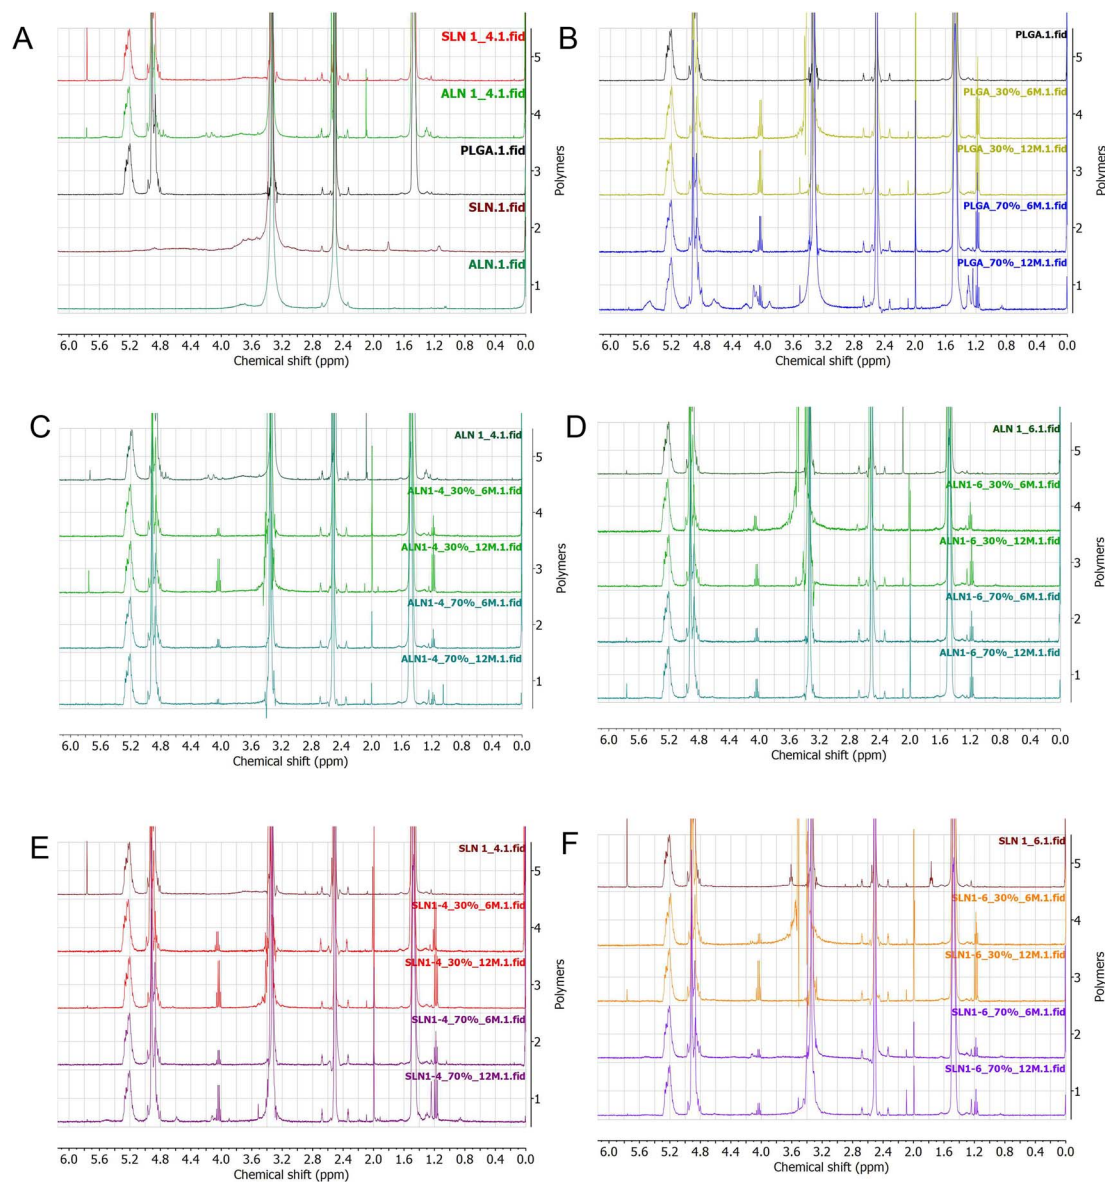 A
SLN 1_4.1.fid
5
ALN 1_4.1.fid
4
PLGA.1.fid
3
SLN.1.fid
2
ALN.1.fid
1
Polymers
6.0 5.6 5.2 4.8 4.4 4.0 3.6 3.2 2.8 2.4 2.0 1.6 1.2 0.8 0.4 0.0
Chemical shift (ppm)
B
PLGA.1.fid
5
PLGA_30%_6M.1.fid
4
PLGA_30%_12M.1.fid
3
PLGA_70%_6M.1.fid
2
PLGA_70%_12M.1.fid
1
Polymers
6.0 5.6 5.2 4.8 4.4 4.0 3.6 3.2 2.8 2.4 2.0 1.6 1.2 0.8 0.4 0.0
Chemical shift (ppm)
C
ALN 1_4.1.fid
5
ALN1-4_30%_6M.1.fid
4
ALN1-4_30%_12M.1.fid
3
ALN1-4_70%_6M.1.fid
2
ALN1-4_70%_12M.1.fid
1
Polymers
6.0 5.6 5.2 4.8 4.4 4.0 3.6 3.2 2.8 2.4 2.0 1.6 1.2 0.8 0.4 0.0
Chemical shift (ppm)
D
ALN 1_6.1.fid
5
ALN1-6_30%_6M.1.fid
4
ALN1-6_30%_12M.1.fid
3
ALN1-6_70%_6M.1.fid
2
ALN1-6_70%_12M.1.fid
1
Polymers
6.0 5.6 5.2 4.8 4.4 4.0 3.6 3.2 2.8 2.4 2.0 1.6 1.2 0.8 0.4 0.0
Chemical shift (ppm)
E
SLN 1_4.1.fid
5
SLN1-4_30%_6M.1.fid
4
SLN1-4_30%_12M.1.fid
3
SLN1-4_70%_6M.1.fid
2
SLN1-4_70%_12M.1.fid
1
Polymers
6.0 5.6 5.2 4.8 4.4 4.0 3.6 3.2 2.8 2.4 2.0 1.6 1.2 0.8 0.4 0.0
Chemical shift (ppm)
F
SLN 1_6.1.fid
5
SLN1-6_30%_6M.1.fid
4
SLN1-6_30%_12M.1.fid
3
SLN1-6_70%_6M.1.fid
2
SLN1-6_70%_12M.1.fid
1
Polymers
6.0 5.6 5.2 4.8 4.4 4.0 3.6 3.2 2.8 2.4 2.0 1.6 1.2 0.8 0.4 0.0
Chemical shift (ppm)